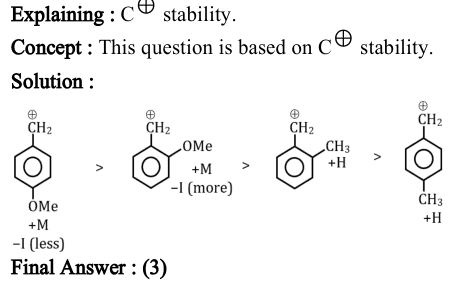 Explaining : C⊕ stability.
Concept : This question is based on C⊕ stability.
Solution :
⊕ ⊕ ⊕ ⊕
CH₂ CH₂ CH₂ CH₂
> OMe > CH₃ >
+M +H
-I (more)
OMe CH₃
+M +H
-I (less)
Final Answer : (3)